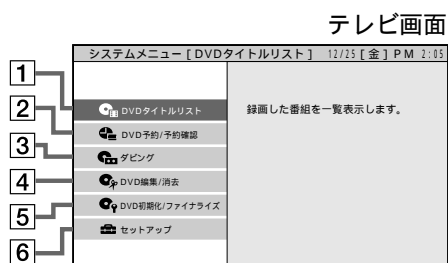 テレビ画面
システムメニュー [ DVDタイトルリスト ] 12/25 [ 金 ] PM 2:05
1
DVDタイトルリスト 録画した番組を一覧表示します。
2
DVD予約/予約確認
3
ダビング
4
DVD編集/消去
5
DVD初期化/ファイナライズ
6
セットアップ